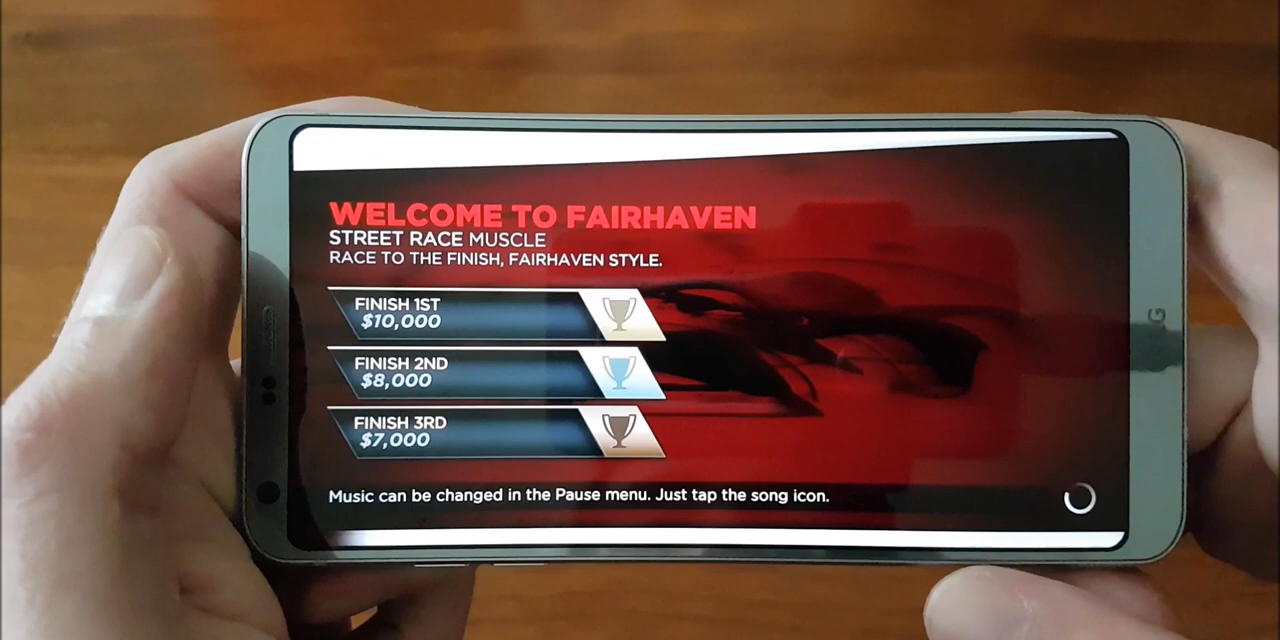 WELCOME TO FAIRHAVEN
STREET RACE MUSCLE
RACE TO THE FINISH, FAIRHAVEN STYLE.
FINISH 1ST
$10,000
FINISH 2ND
$8,000
FINISH 3RD
$7,000
Music can be changed in the Pause menu. Just tap the song icon.
LG